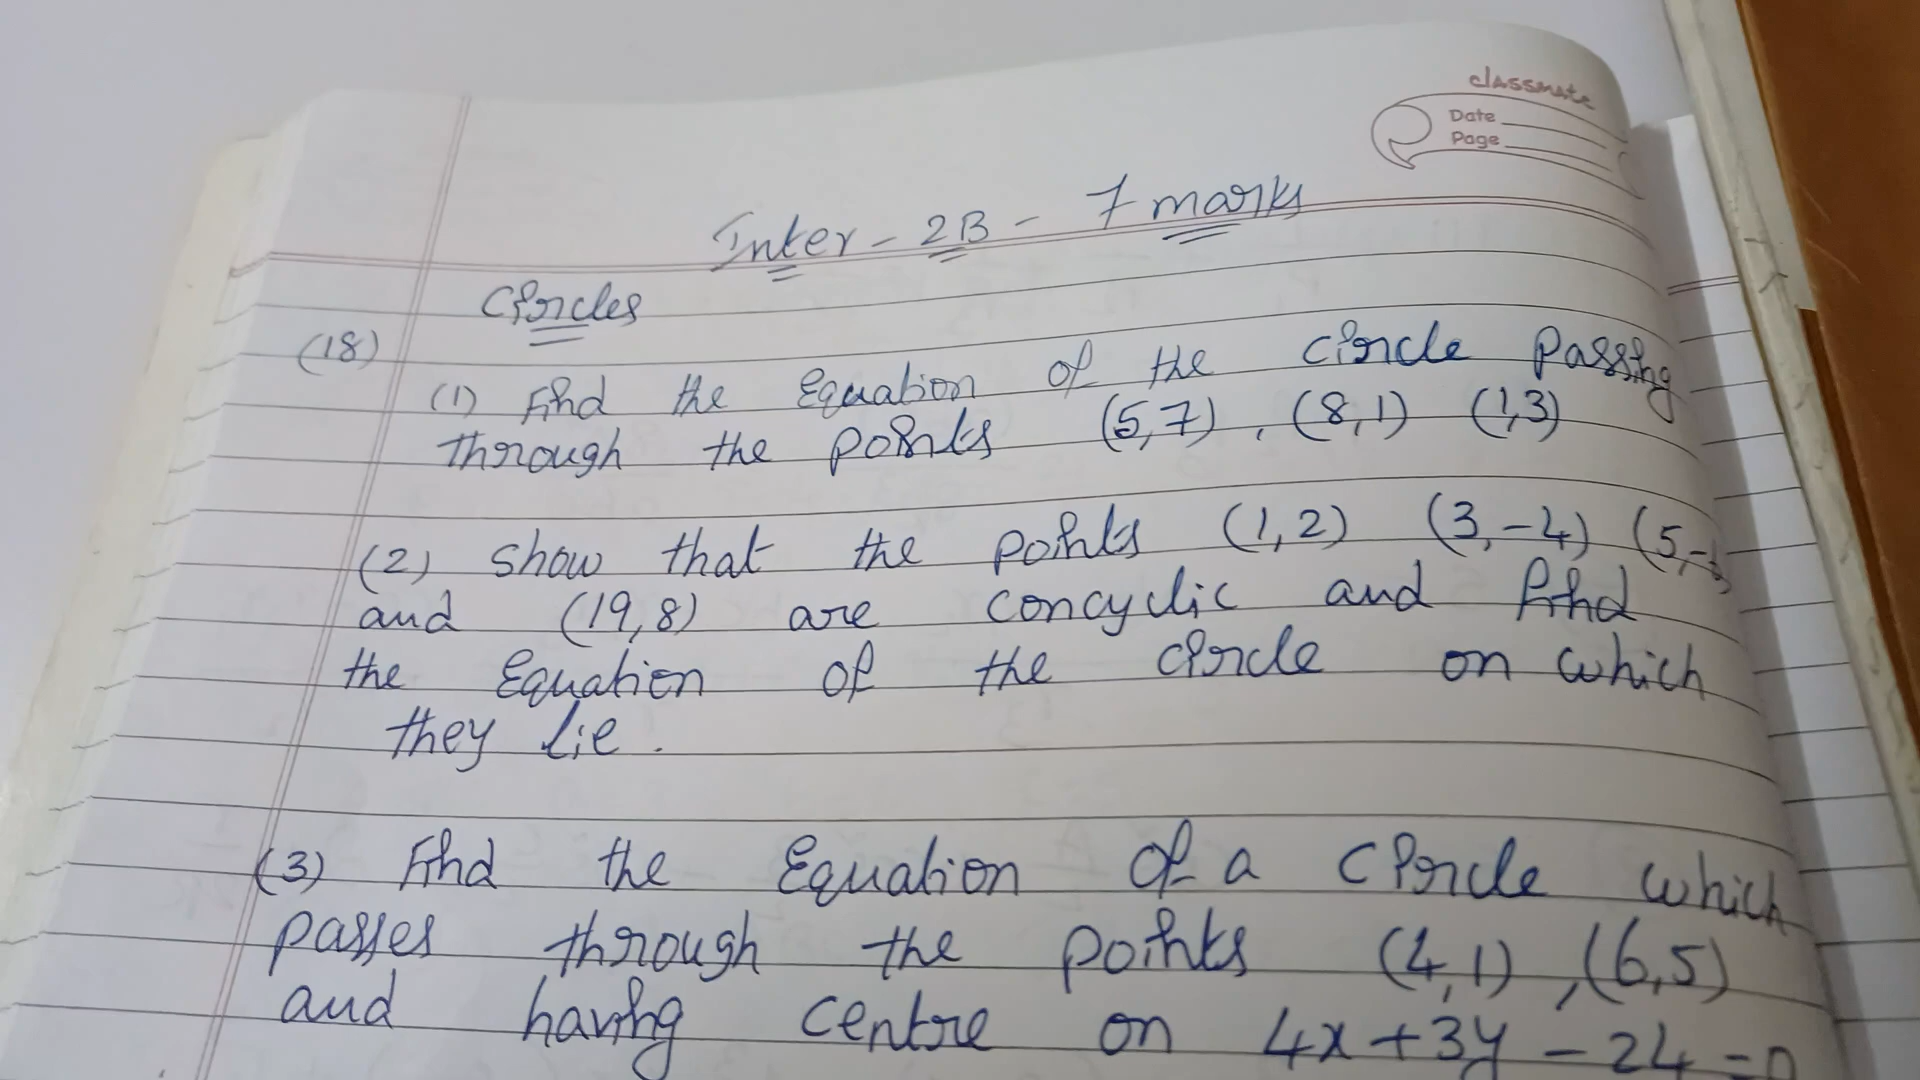 classmate
Date
Page
Inter - 2B - 7 marks
Circles
(18)
(1) Find the Equation of the circle passing
through the points (5,7), (8,1) (1,3)
(2) show that the points (1,2) (3,-4) (5,-
and (19,8) are concyclic and find
the Equation of the circle on which
they lie.
(3) Find the Equation of a circle which
passes through the points (4,1), (6,5)
and having centre on 4x+3y-24=0